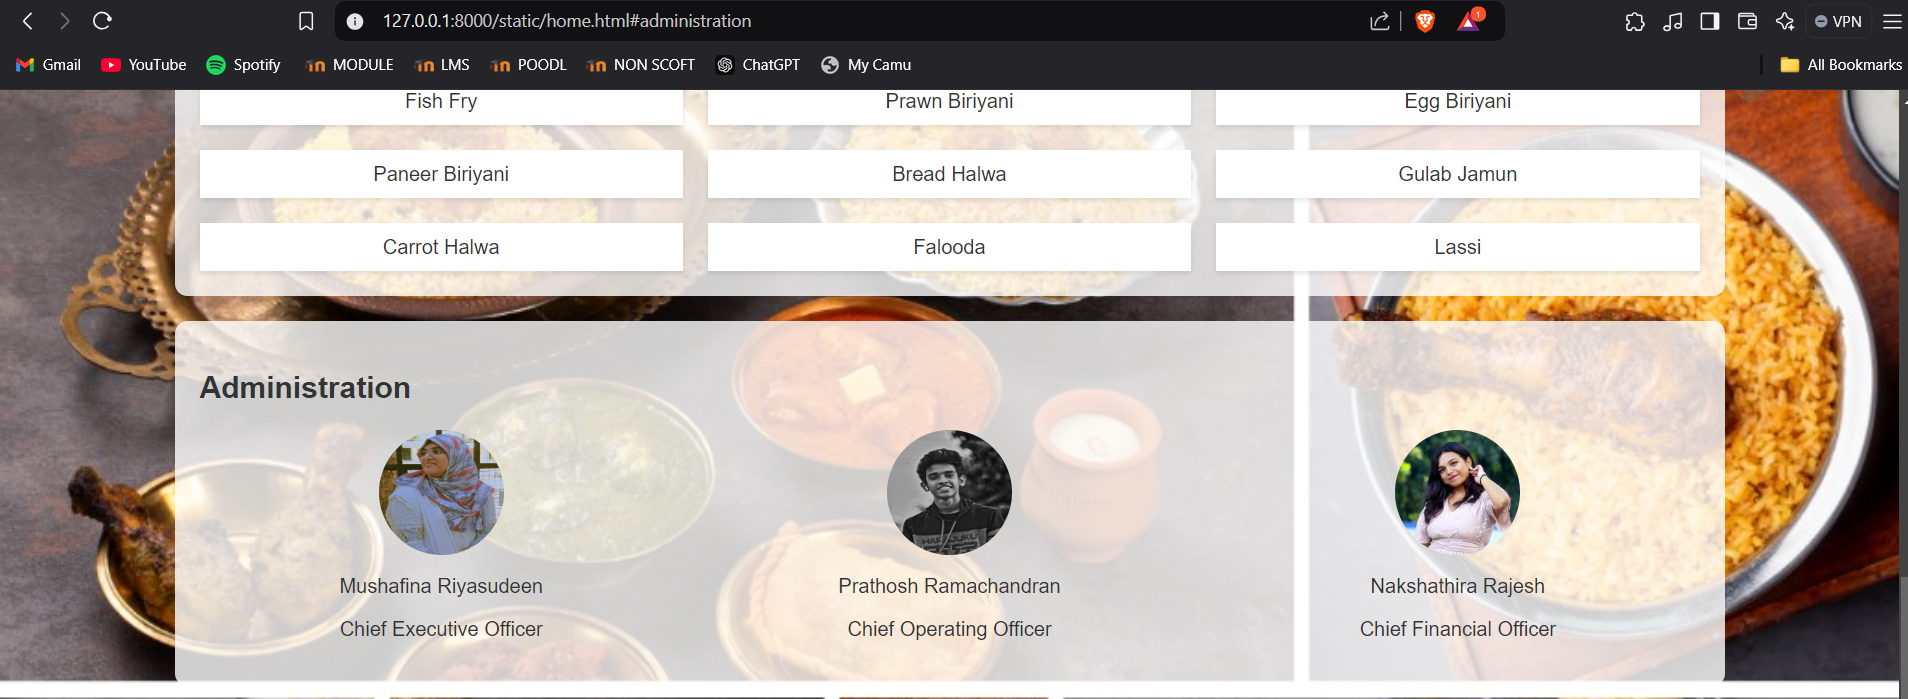 127.0.0.1:8000/static/home.html#administration
1
VPN
Gmail
YouTube
Spotify
MODULE
LMS
POODL
NON SCOFT
ChatGPT
My Camu
All Bookmarks
Fish Fry
Prawn Biriyani
Egg Biriyani
Paneer Biriyani
Bread Halwa
Gulab Jamun
Carrot Halwa
Falooda
Lassi
Administration
Mushafina Riyasudeen
Prathosh Ramachandran
Nakshathira Rajesh
Chief Executive Officer
Chief Operating Officer
Chief Financial Officer